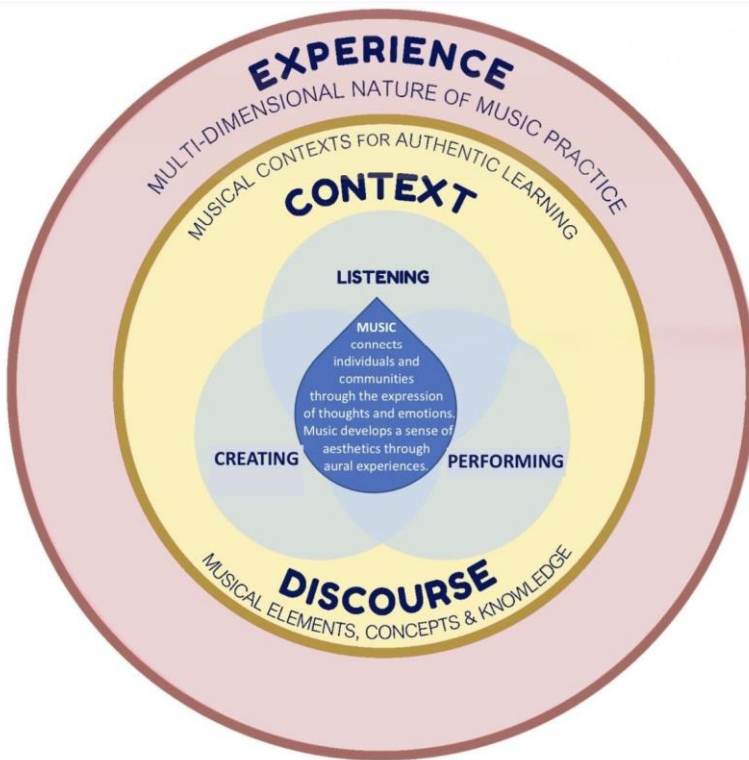 EXPERIENCE
MULTI-DIMENSIONAL NATURE OF MUSIC PRACTICE
MUSICAL CONTEXTS FOR AUTHENTIC LEARNING
CONTEXT
LISTENING
MUSIC
connects
individuals and
communities
through the expression
of thoughts and emotions.
Music develops a sense of
aesthetics through
aural experiences.
CREATING
PERFORMING
DISCOURSE
MUSICAL ELEMENTS, CONCEPTS & KNOWLEDGE